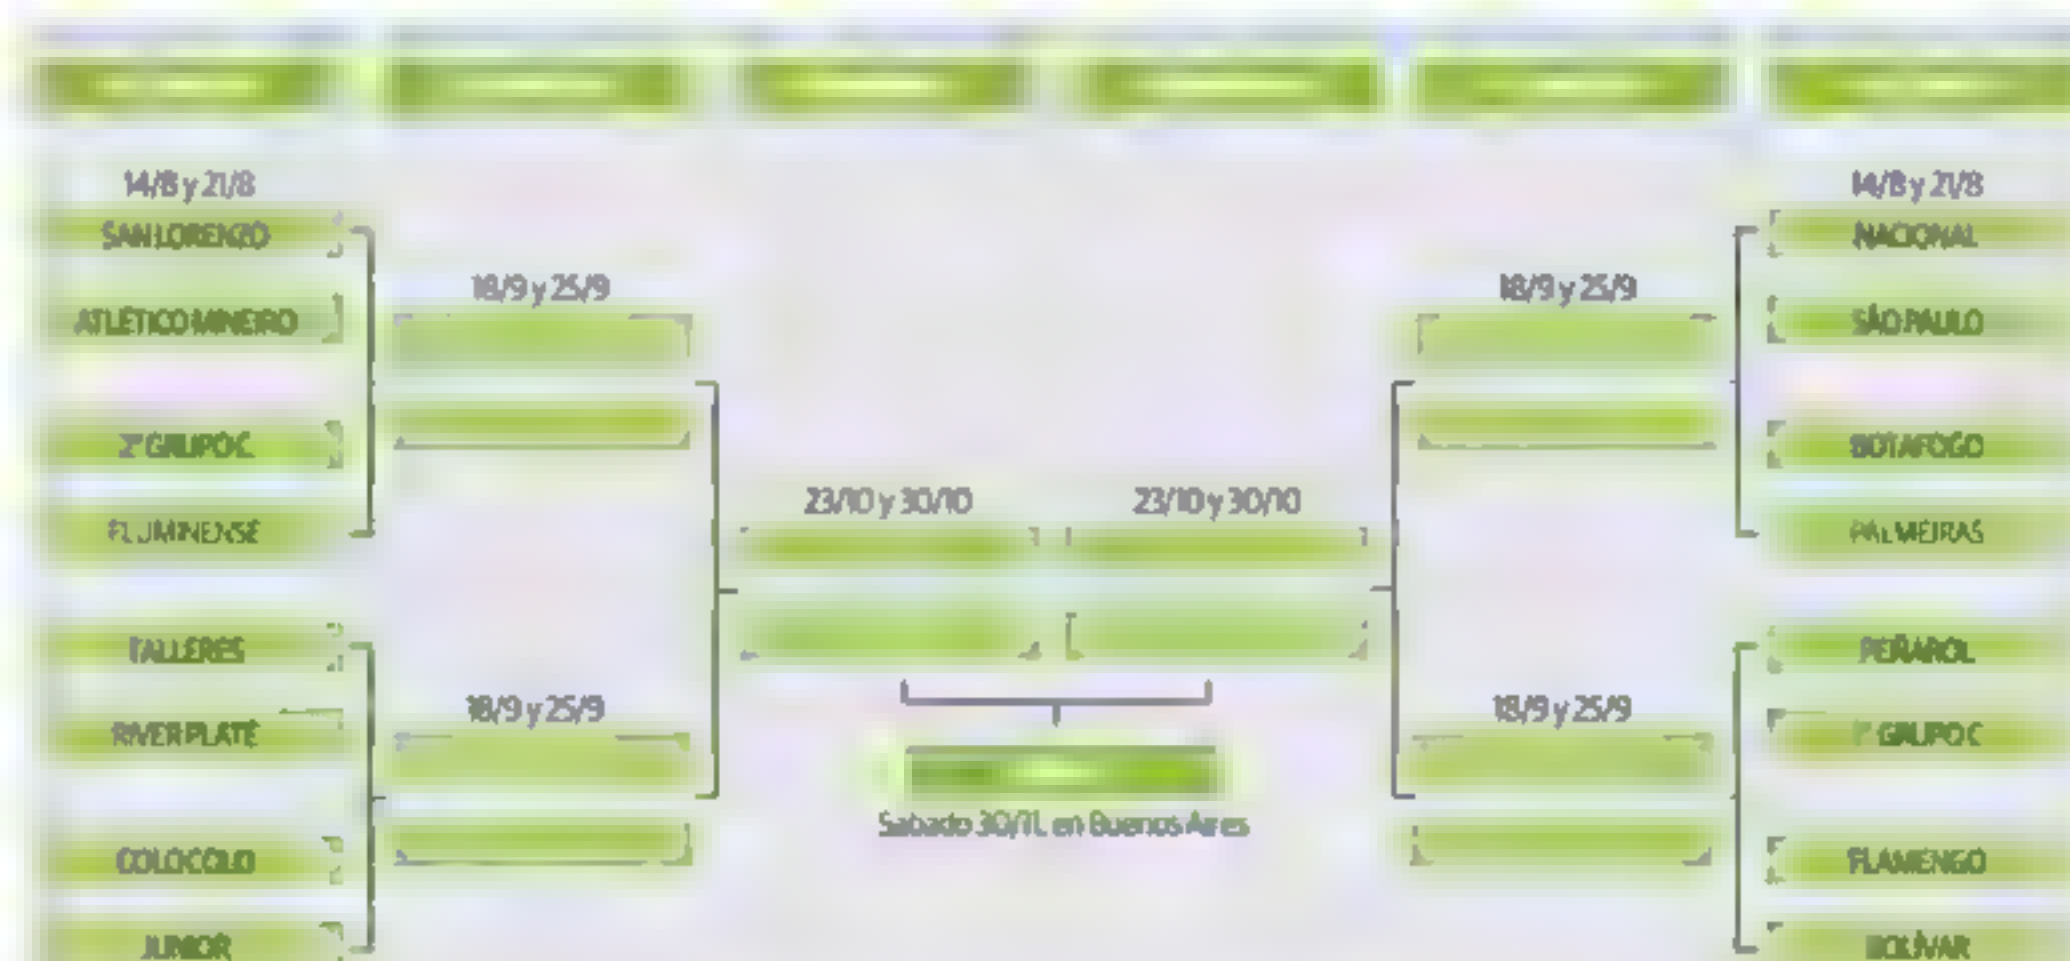 14/8 y 21/8
SAN LORENZO
ATLÉTICO MINEIRO
2° GRUPO C
FLUMINENSE
TALLERES
RIVER PLATE
COLO COLO
JUNIOR
18/9 y 25/9
18/9 y 25/9
23/10 y 30/10
23/10 y 30/10
Sábado 30/11, en Buenos Aires
18/9 y 25/9
18/9 y 25/9
14/8 y 21/8
NACIONAL
SÃO PAULO
BOTAFOGO
PALMEIRAS
PEÑAROL
1° GRUPO C
FLAMENGO
BOLÍVAR